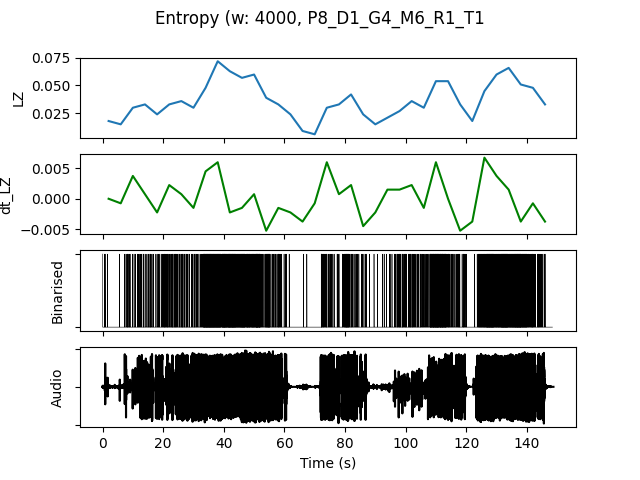 Entropy (w: 4000, P8_D1_G4_M6_R1_T1
0.075
0.050
0.025
LZ
0.005
0.000
−0.005
dt_LZ
Binarised
Audio
0 20 40 60 80 100 120 140
Time (s)